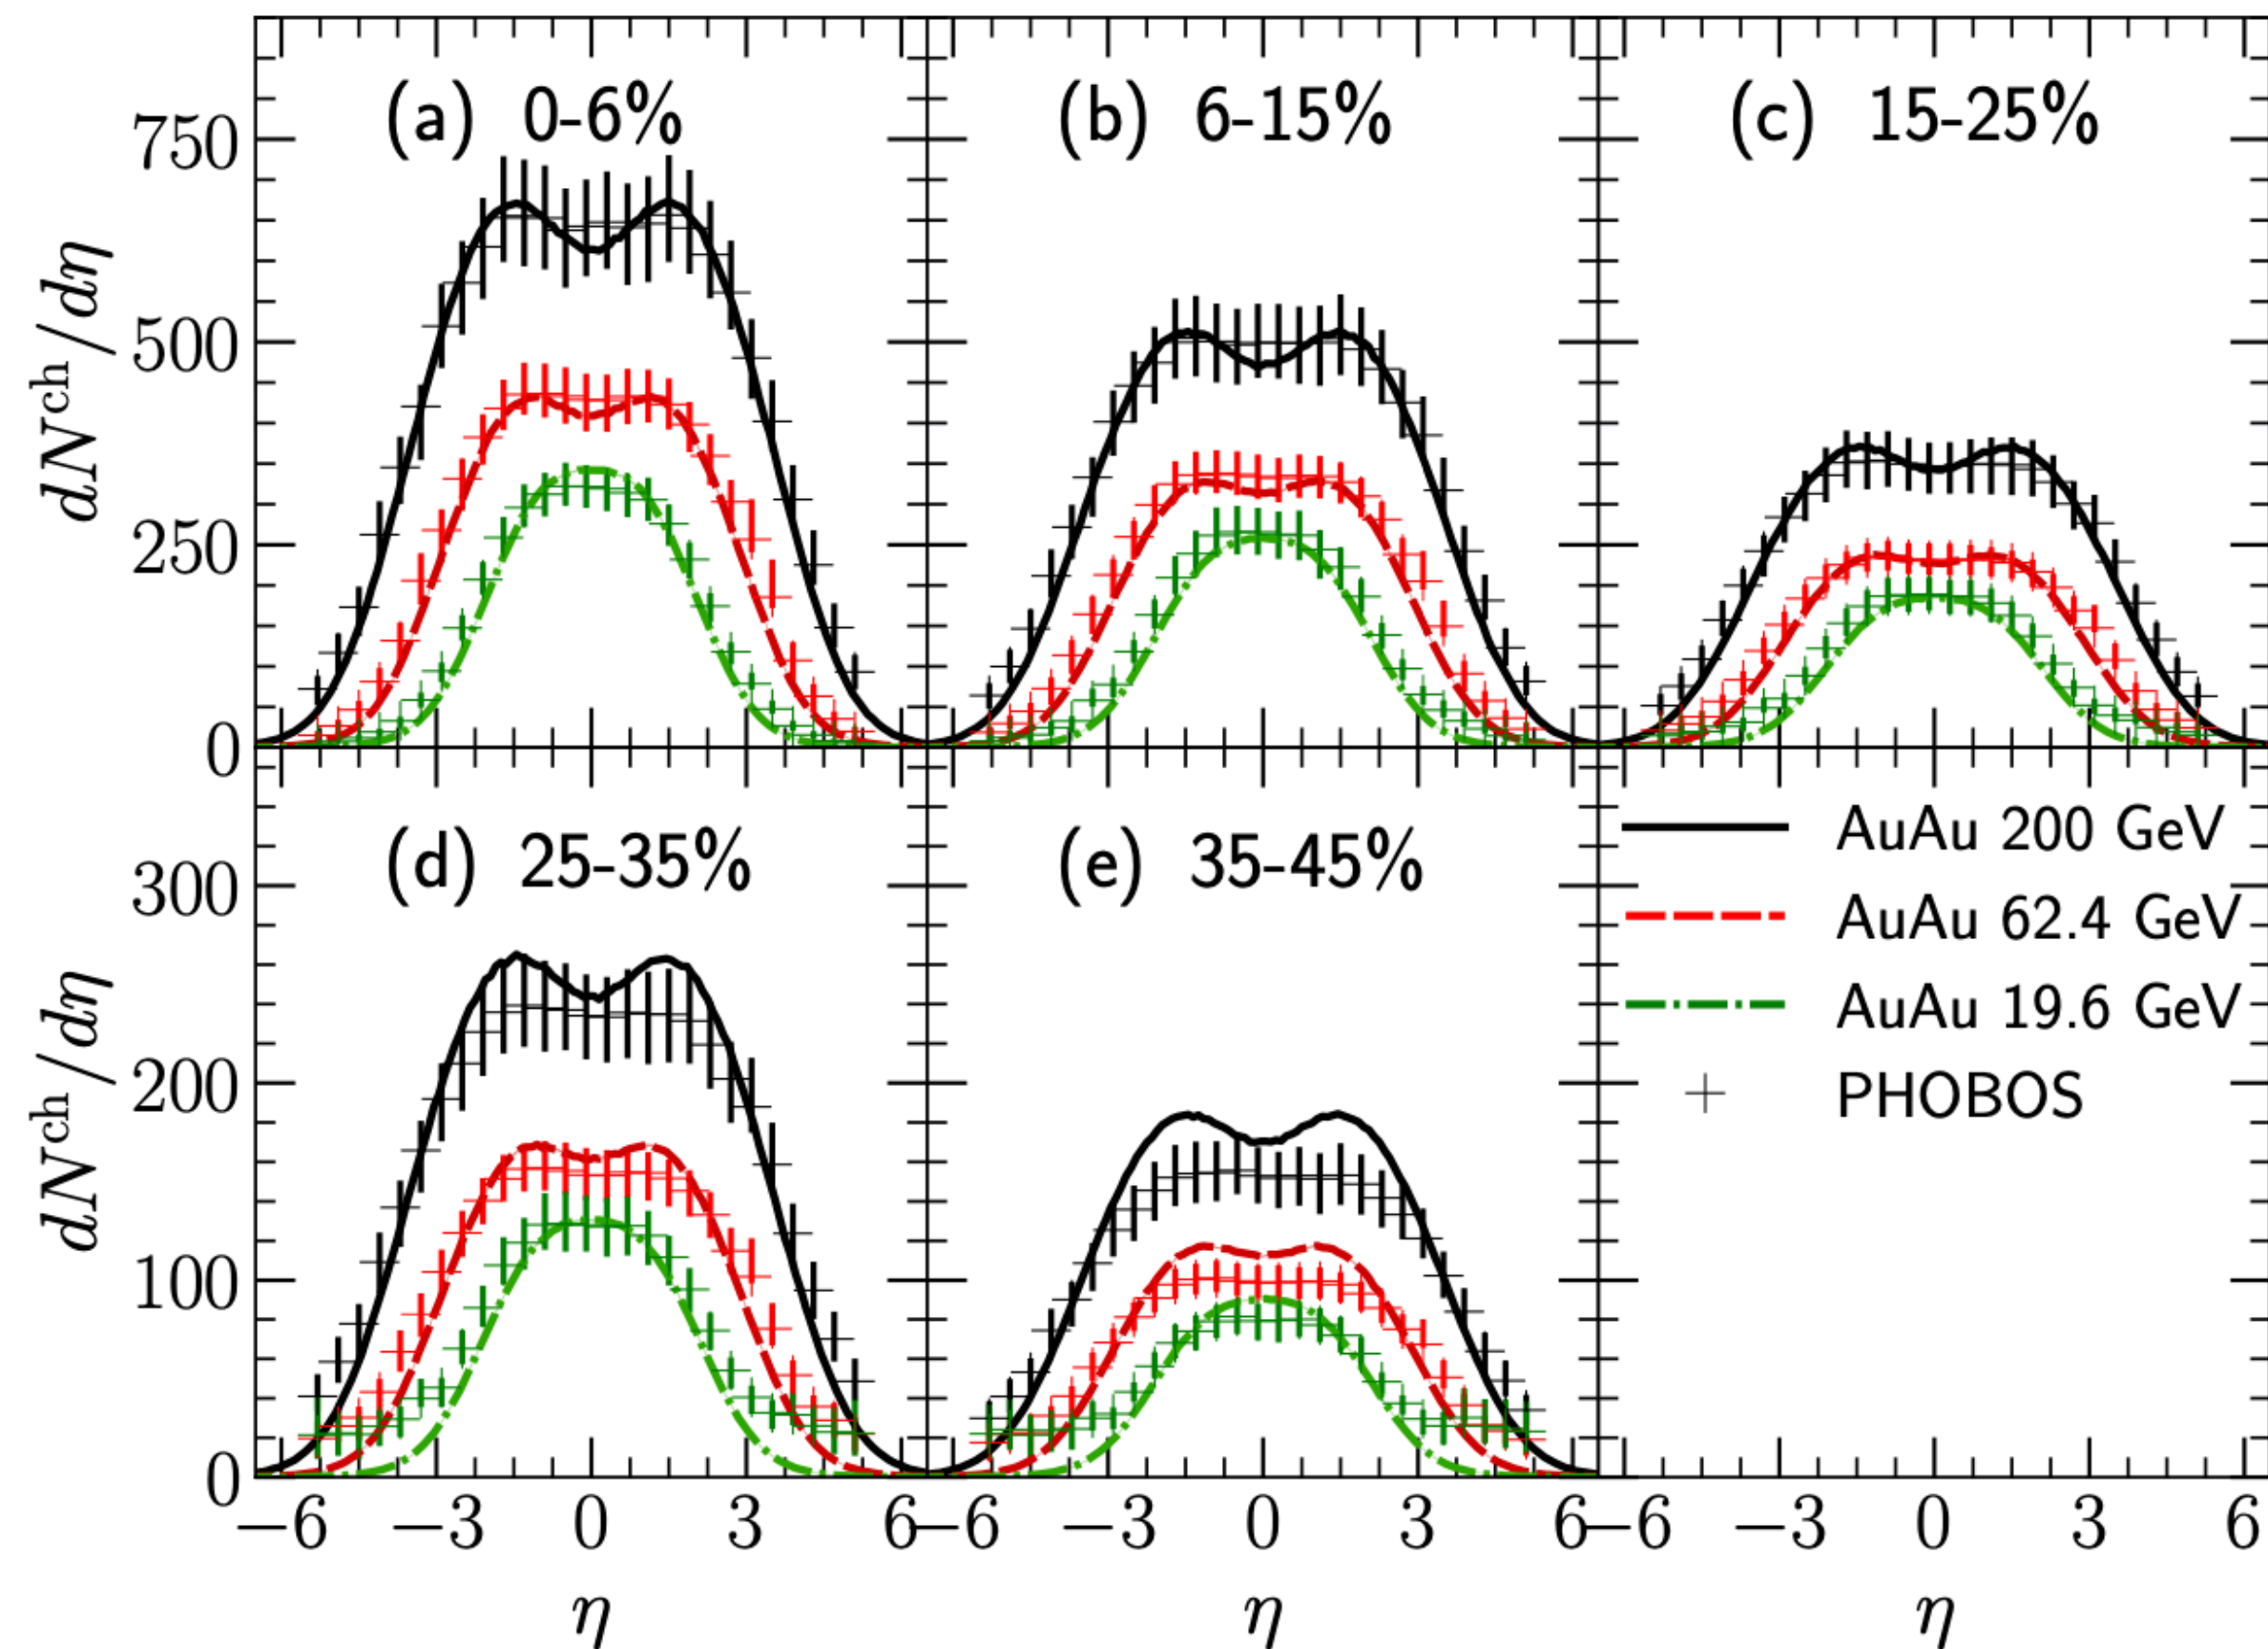 (a) 0-6%
(b) 6-15%
(c) 15-25%
dN^ch/dη
750
500
250
0
(d) 25-35%
(e) 35-45%
AuAu 200 GeV
AuAu 62.4 GeV
AuAu 19.6 GeV
PHOBOS
dN^ch/dη
300
200
100
0
−6 −3 0 3 6
−6 −3 0 3 6
−6 −3 0 3 6
η η η